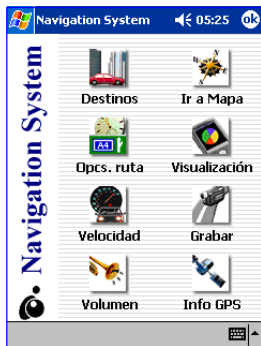 Navigation System 05:25 ok
Navigation System
Destinos Ir a Mapa
A4
Opcs. ruta Visualización
Velocidad Grabar
Volumen Info GPS